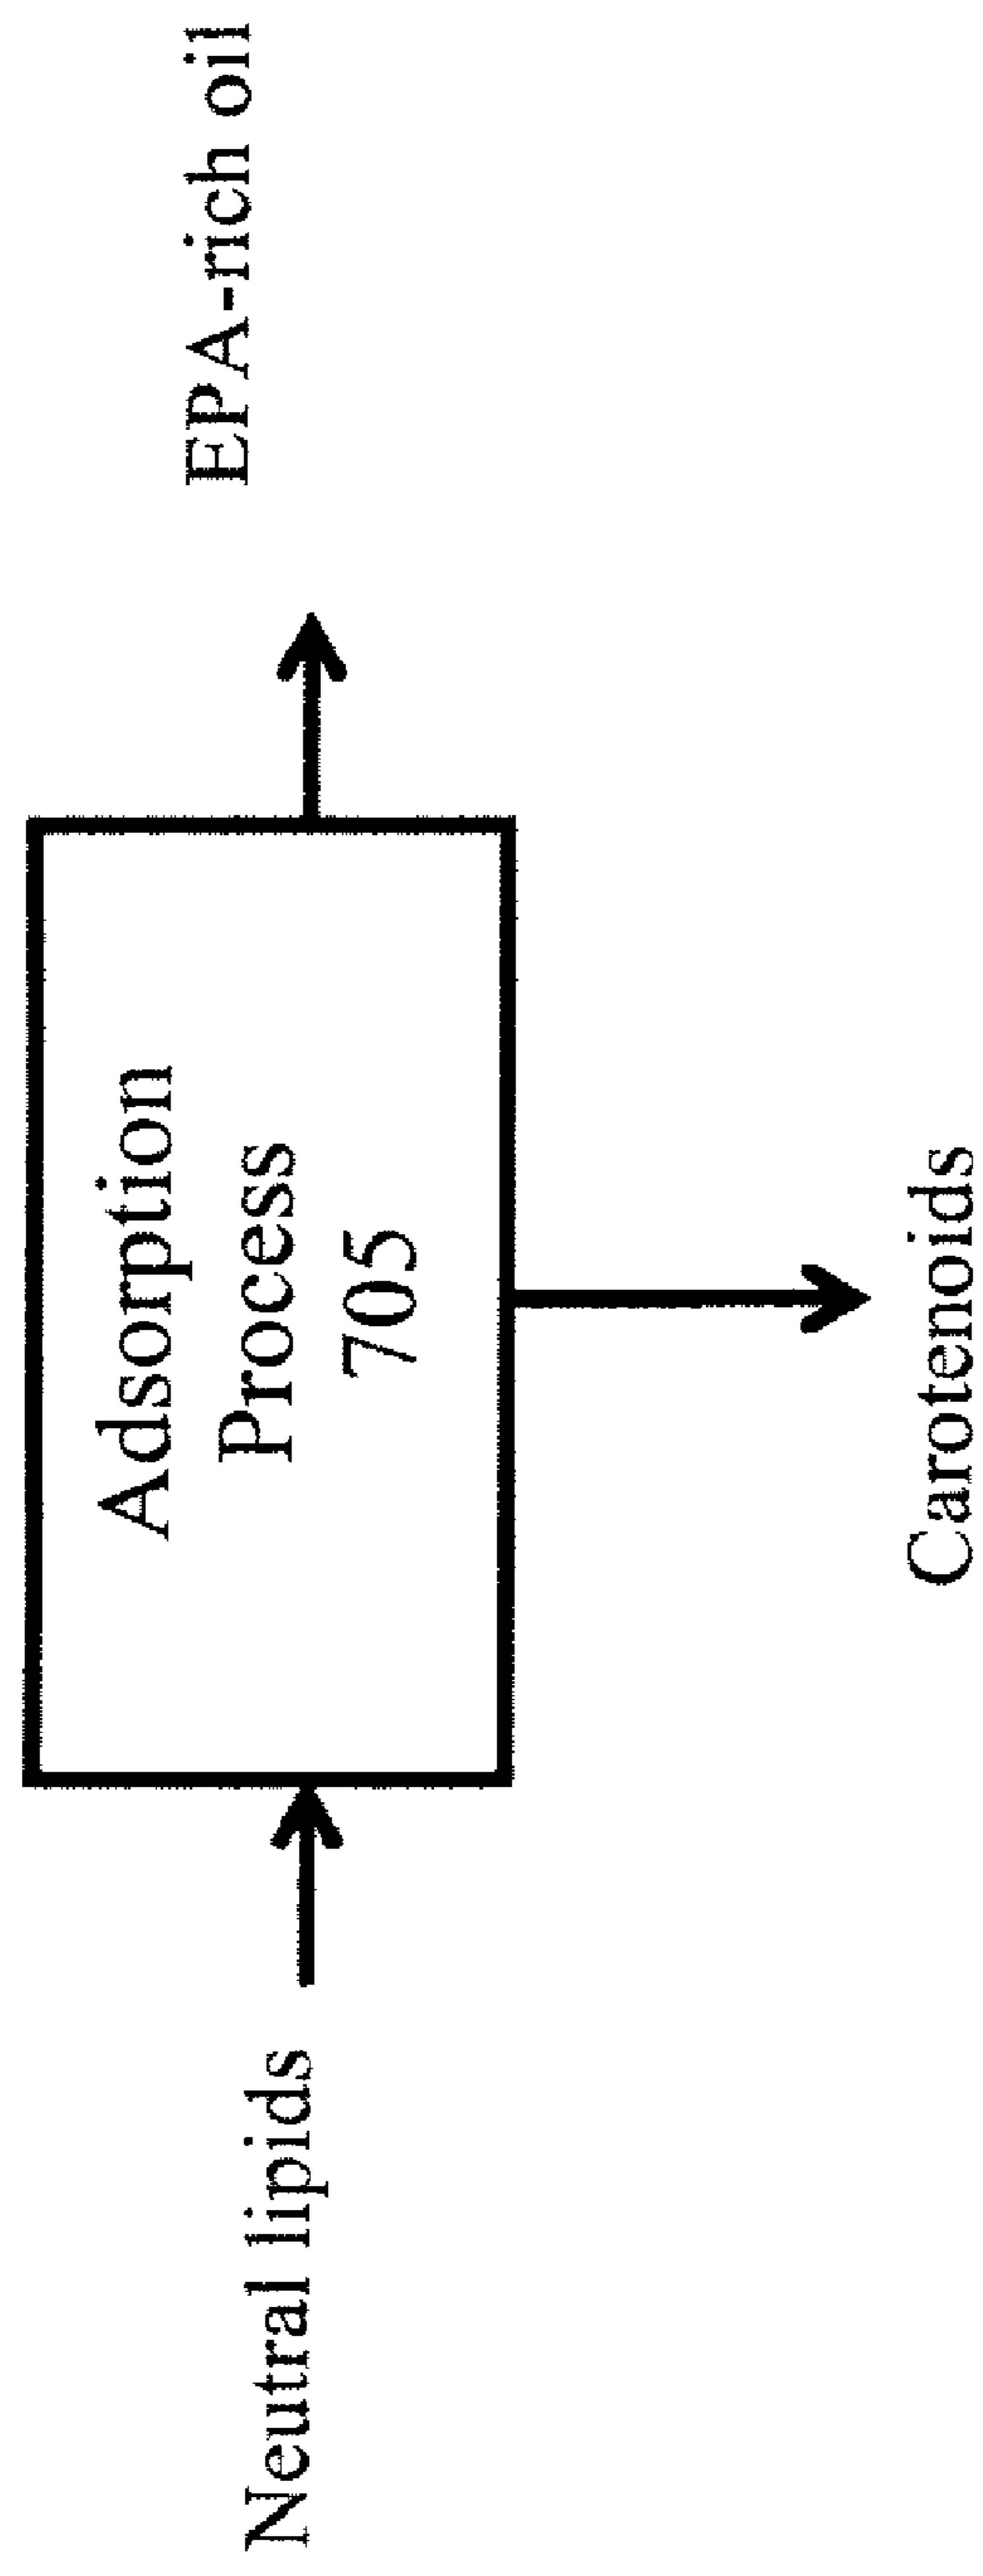 Neutral lipids
Adsorption
Process
705
EPA-rich oil
Carotenoids